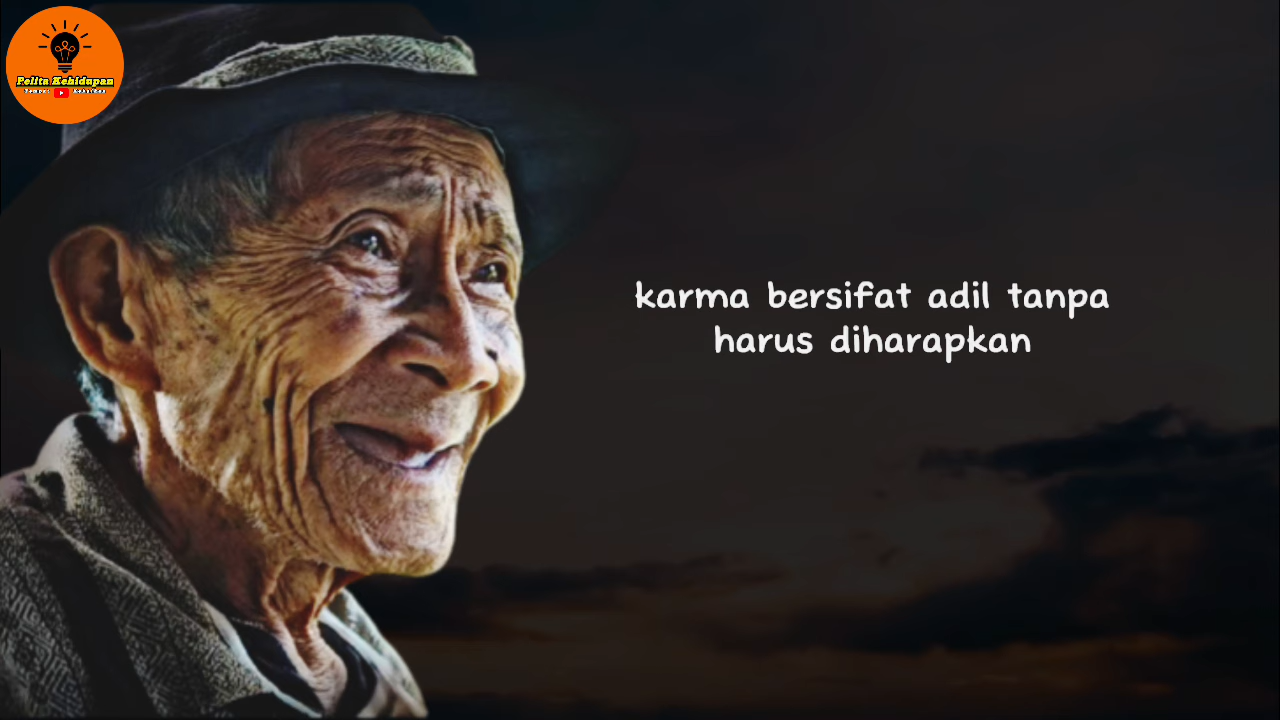 Pelita Kehidupan
karma bersifat adil tanpa
harus diharapkan